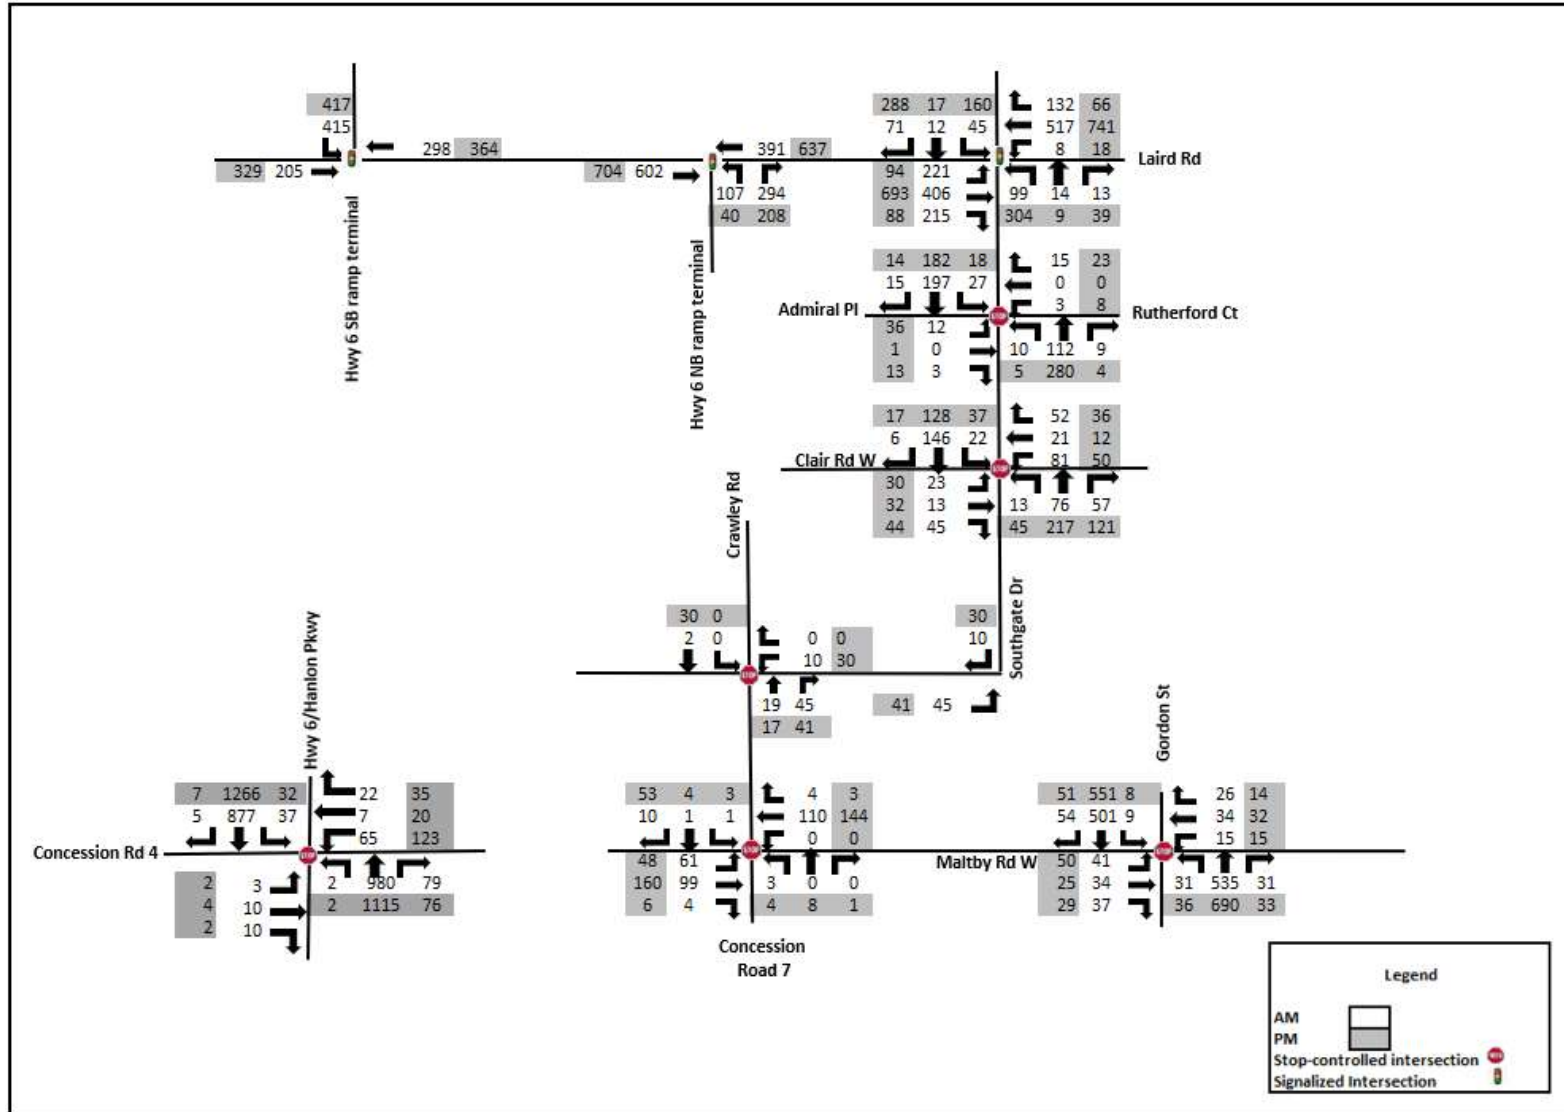 417
415
298 364
329 205
Hwy 6 SB ramp terminal
391 637
704 602
107 294
40 208
Hwy 6 NB ramp terminal
288 17 160 132 66
71 12 45 517 741
8 18
Laird Rd
94 221
693 406 99 14 13
88 215 304 9 39
14 182 18 15 23
15 197 27 0 0
3 8
Admiral Pl
Rutherford Ct
36 12
1 0 10 112 9
13 3 5 280 4
17 128 37 52 36
6 146 22 21 12
81 50
Clair Rd W
30 23
32 13 13 76 57
44 45 45 217 121
Crawley Rd
Southgate Dr
30 0
2 0 0 0
10 30
30
10
19 45
17 41
41 45
Hwy 6/Hanlon Pkwy
7 1266 32 22 35
5 877 37 7 20
65 123
Concession Rd 4
2 3 2 980 79
4 10 2 1115 76
2 10
53 4 3 4 3
10 1 1 110 144
0 0
48 61
160 99 3 0 0
6 4 4 8 1
Concession
Road 7
Gordon St
51 551 8 26 14
54 501 9 34 32
15 15
Maltby Rd W
50 41
25 34 31 535 31
29 37 36 690 33
Legend
AM
PM
Stop-controlled intersection
Signalized Intersection